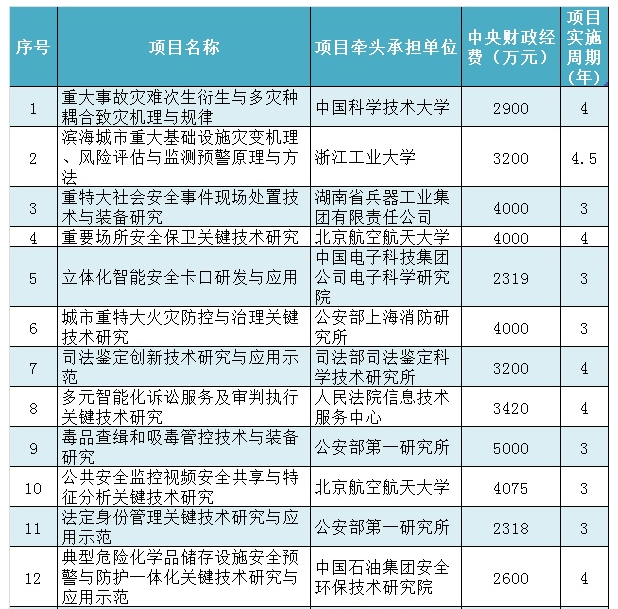 序号 项目名称 项目牵头承担单位 中央财政经费（万元） 项目实施周期(年)
1 重大事故灾难次生衍生与多灾种耦合致灾机理与规律 中国科学技术大学 2900 4
2 滨海城市重大基础设施灾变机理、风险评估与监测预警原理与方法 浙江工业大学 3200 4.5
3 重特大社会安全事件现场处置技术与装备研究 湖南省兵器工业集团有限责任公司 4000 3
4 重要场所安全保卫关键技术研究 北京航空航天大学 4000 4
5 立体化智能安全卡口研发与应用 中国电子科技集团公司电子科学研究院 2319 3
6 城市重特大火灾防控与治理关键技术研究 公安部上海消防研究所 4000 3
7 司法鉴定创新技术研究与应用示范 司法部司法鉴定科学技术研究所 3200 4
8 多元智能化诉讼服务及审判执行关键技术研究 人民法院信息技术服务中心 3420 4
9 毒品查缉和吸毒管控技术与装备研究 公安部第一研究所 5000 3
10 公共安全监控视频安全共享与特征分析关键技术研究 北京航空航天大学 4075 3
11 法定身份管理关键技术研究与应用示范 公安部第一研究所 2318 3
12 典型危险化学品储存设施安全预警与防护一体化关键技术研究与应用示范 中国石油集团安全环保技术研究院 2600 4